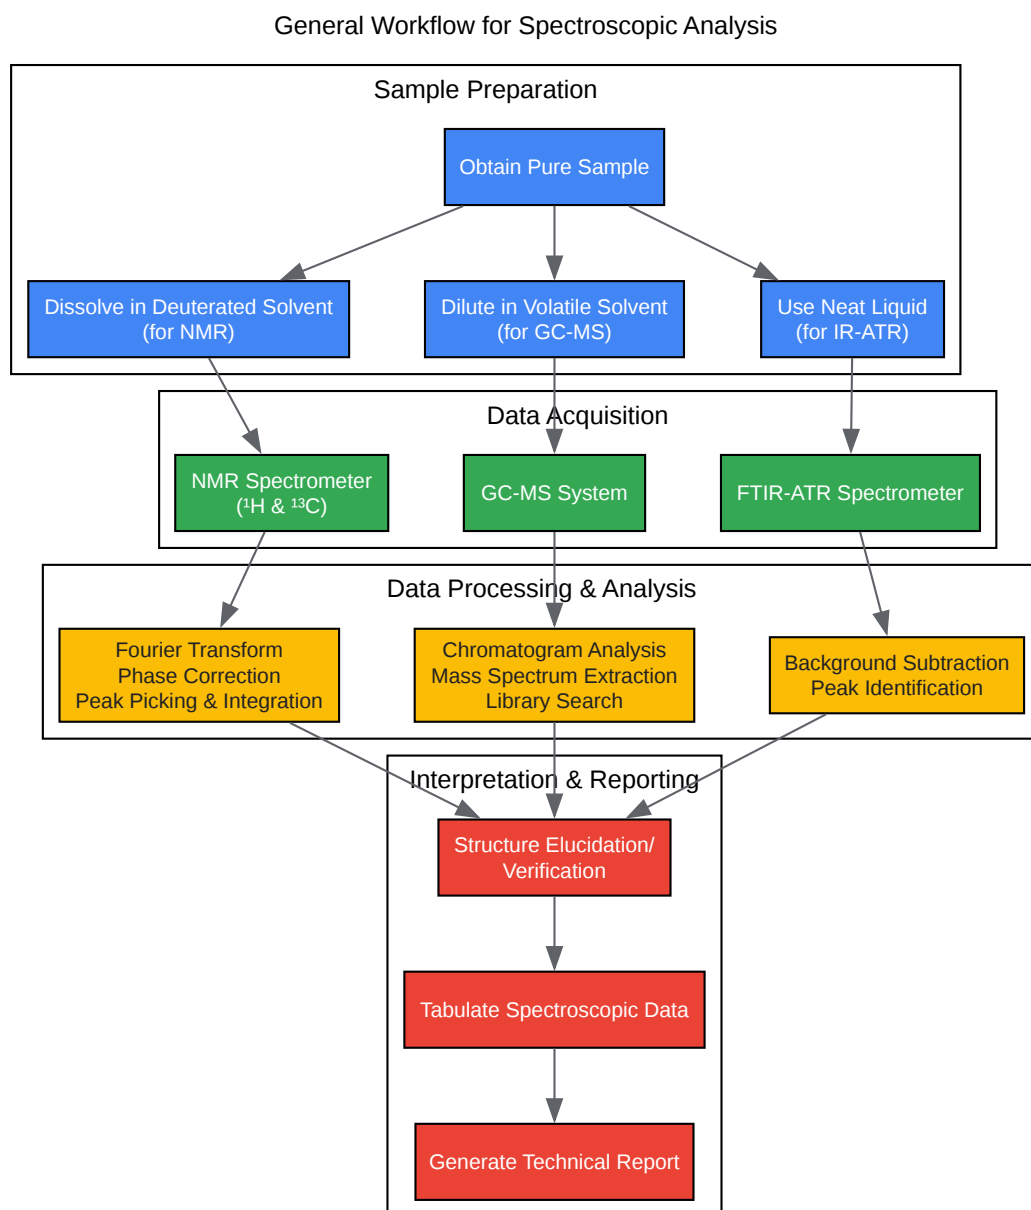 General Workflow for Spectroscopic Analysis
Sample Preparation
Obtain Pure Sample
Dissolve in Deuterated Solvent
(for NMR)
Dilute in Volatile Solvent
(for GC-MS)
Use Neat Liquid
(for IR-ATR)
Data Acquisition
NMR Spectrometer
(¹H & ¹³C)
GC-MS System
FTIR-ATR Spectrometer
Data Processing & Analysis
Fourier Transform
Phase Correction
Peak Picking & Integration
Chromatogram Analysis
Mass Spectrum Extraction
Library Search
Background Subtraction
Peak Identification
Interpretation & Reporting
Structure Elucidation/
Verification
Tabulate Spectroscopic Data
Generate Technical Report